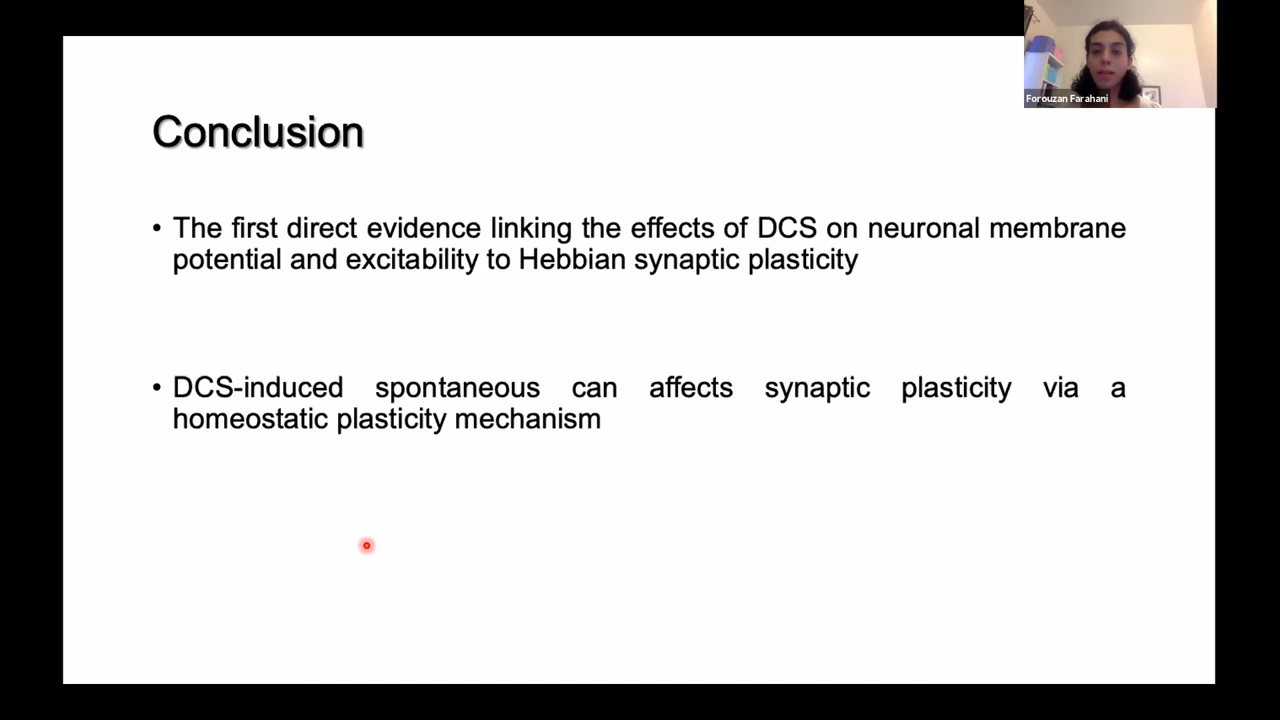 Forouzan Farahani
Conclusion
• The first direct evidence linking the effects of DCS on neuronal membrane
potential and excitability to Hebbian synaptic plasticity
• DCS-induced spontaneous can affects synaptic plasticity via a
homeostatic plasticity mechanism